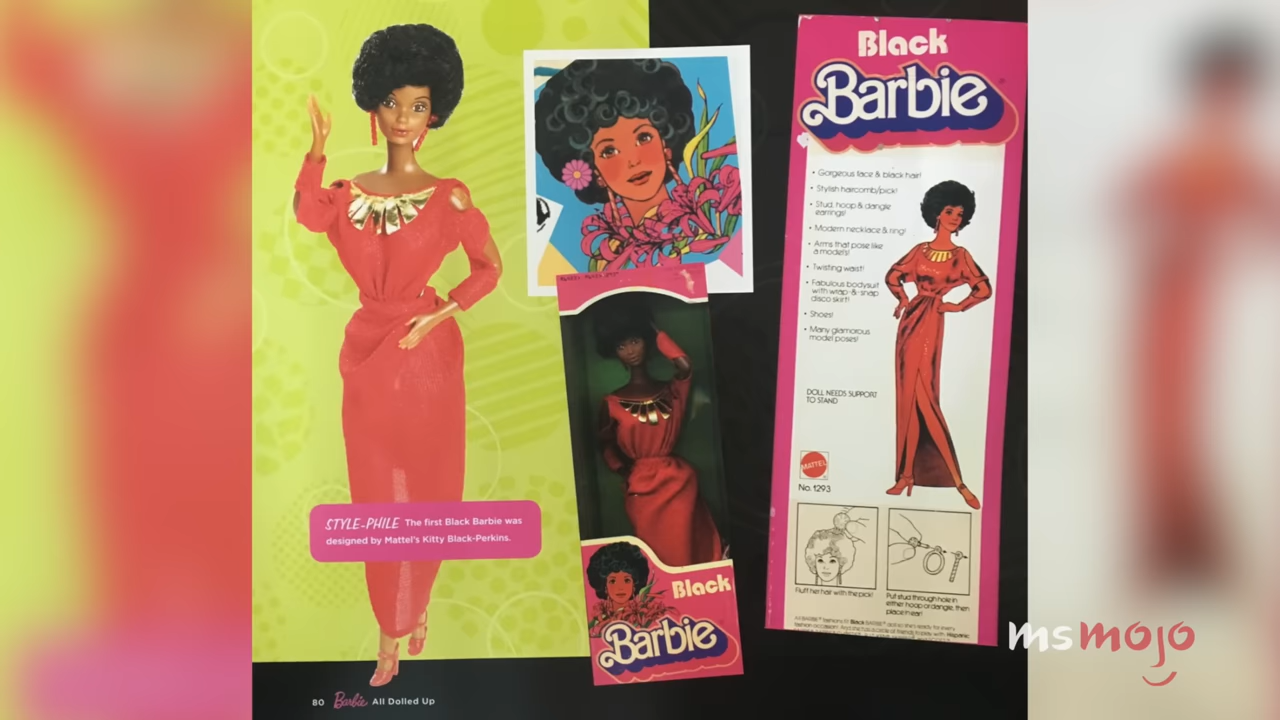 STYLE-PHILE The first Black Barbie was
designed by Mattel's Kitty Black-Perkins.
80 Barbie All Dolled Up
Black
Barbie
Black
Barbie
• Gorgeous face & black hair!
• Stylish haircomb/pick!
• Stud, hoop & dangle
earrings!
• Modern necklace & ring!
• Arms that pose like
a model's!
• Twisting waist!
• Fabulous bodysuit
with wrap-&-snap
disco skirt!
• Shoes!
• Many glamorous
model poses!
DOLL NEEDS SUPPORT
TO STAND
MATTEL
No. 1293
Fluff her hair with the pick!
Put stud through hole in
either hoop or dangle, then
place in ear!
msmojo